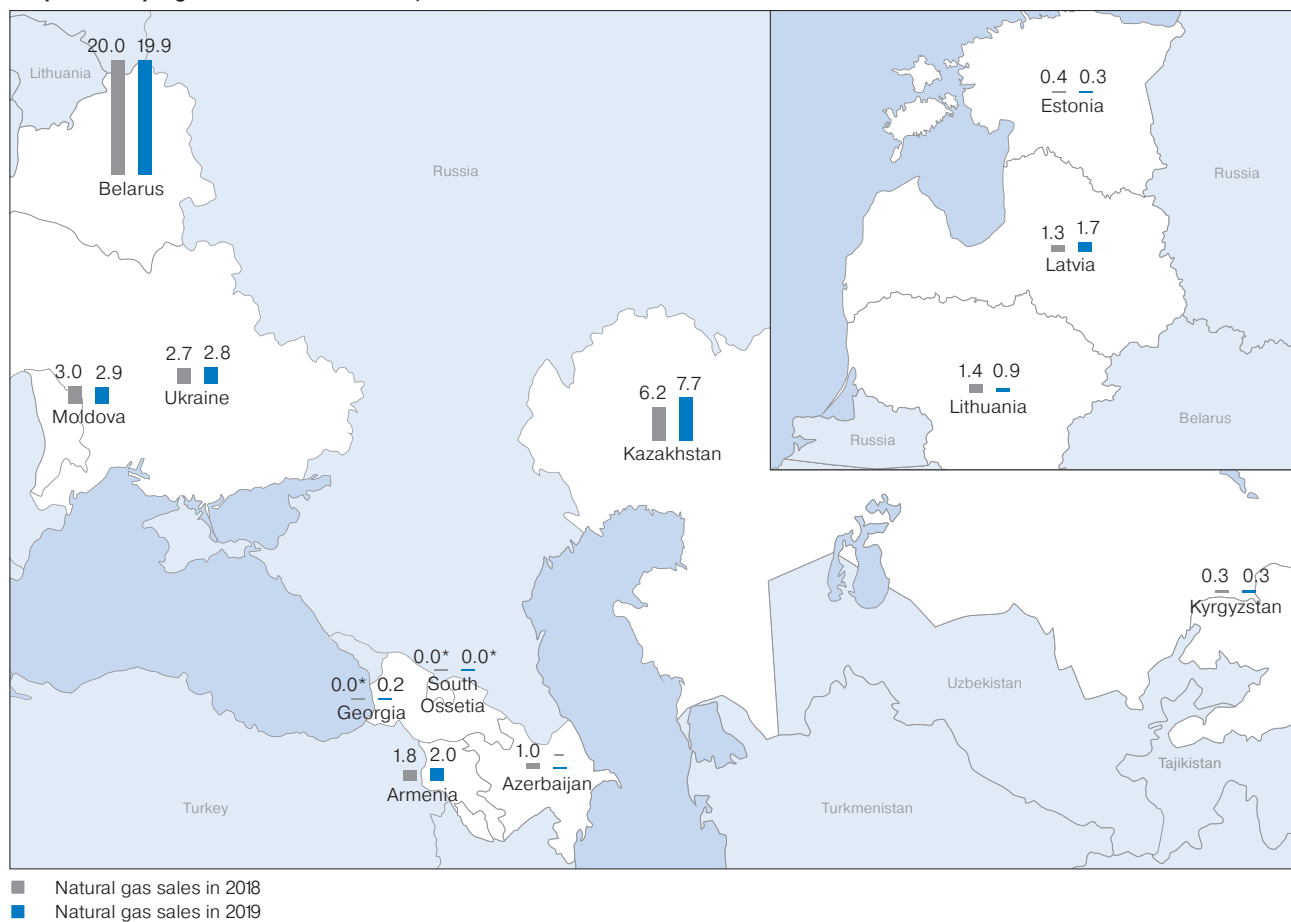 20.0 19.9
Lithuania
Belarus
Russia
3.0 2.9
Moldova
2.7 2.8
Ukraine
6.2 7.7
Kazakhstan
0.4 0.3
Estonia
Russia
1.3 1.7
Latvia
1.4 0.9
Lithuania
Belarus
Russia
0.3 0.3
Kyrgyzstan
0.0* 0.0*
South
Ossetia
0.0* 0.2
Georgia
1.8 2.0
Armenia
1.0 –
Azerbaijan
Uzbekistan
Tajikistan
Turkey
Turkmenistan
Natural gas sales in 2018
Natural gas sales in 2019